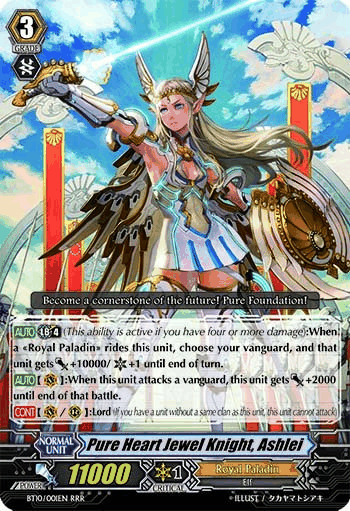 3
GRADE
Become a cornerstone of the future! Pure Foundation!
AUTO LB4 (This ability is active if you have four or more damage):When
a «Royal Paladin» rides this unit, choose your vanguard, and that
unit gets +10000/ +1 until end of turn.
AUTO [ ]:When this unit attacks a vanguard, this unit gets +2000
until end of that battle.
CONT [ / ]:Lord (If you have a unit without a same clan as this unit, this unit cannot attack)
NORMAL UNIT
Pure Heart Jewel Knight, Ashlei
POWER 11000
+1 CRITICAL
Royal Paladin
Elf
BT10/001EN RRR
ILLUST / タカヤマトシアキ